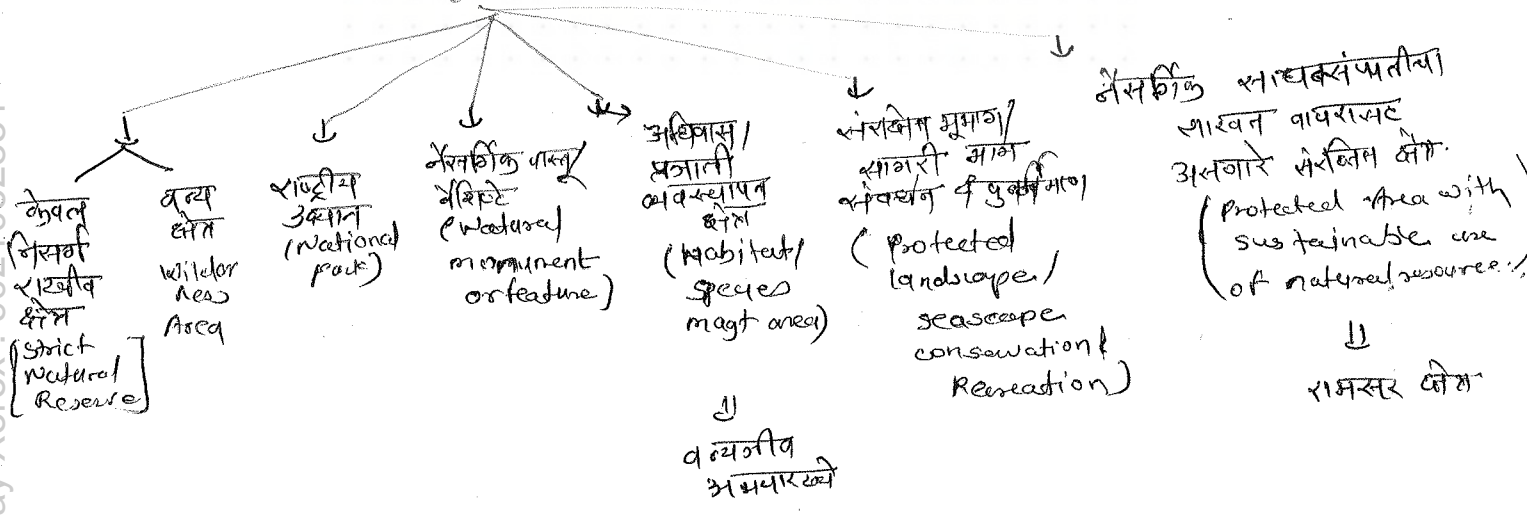 केवल
निसर्ग
राखीव
क्षेत्र
[Strict
Natural
Reserve]
वन्य
क्षेत्र
Wilder
ness
Area
राष्ट्रीय
उद्यान
(National
Park)
नैसर्गिक वास्तू/
वैशिष्टे
(Natural
monument
or feature)
अधिवास/
प्रजाती
व्यवस्थापन
क्षेत्र
(Habitat/
Species
magt area)
वन्यजीव
अभयारण्ये
संरक्षित भूभाग/
सागरी भाग
संवर्धन व
(Protected
landscape/
seascape
conservation &
Recreation)
नैसर्गिक साधनसंपत्तीचा
शाश्वत वापरासह
असणारे संरक्षित क्षेत्र.
(Protected Area with
sustainable use
of natural resources)
रामसर क्षेत्र